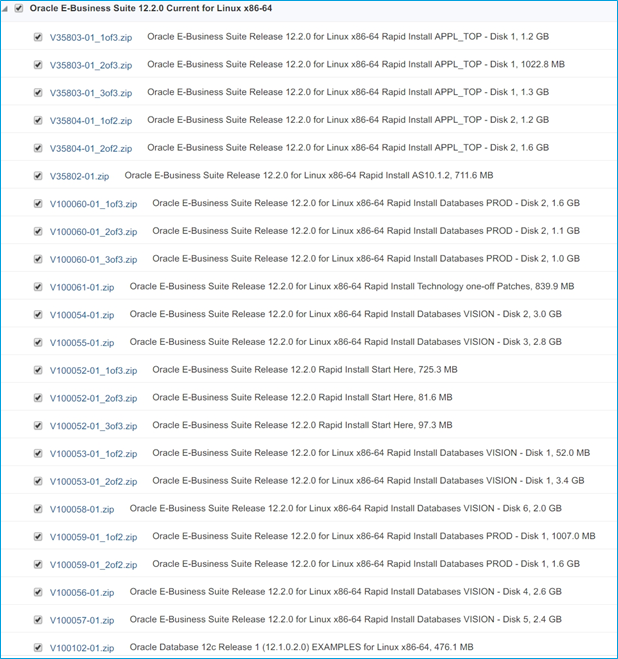 Oracle E-Business Suite 12.2.0 Current for Linux x86-64
V35803-01_1of3.zip Oracle E-Business Suite Release 12.2.0 for Linux x86-64 Rapid Install APPL_TOP - Disk 1, 1.2 GB
V35803-01_2of3.zip Oracle E-Business Suite Release 12.2.0 for Linux x86-64 Rapid Install APPL_TOP - Disk 1, 1022.8 MB
V35803-01_3of3.zip Oracle E-Business Suite Release 12.2.0 for Linux x86-64 Rapid Install APPL_TOP - Disk 1, 1.3 GB
V35804-01_1of2.zip Oracle E-Business Suite Release 12.2.0 for Linux x86-64 Rapid Install APPL_TOP - Disk 2, 1.2 GB
V35804-01_2of2.zip Oracle E-Business Suite Release 12.2.0 for Linux x86-64 Rapid Install APPL_TOP - Disk 2, 1.6 GB
V35802-01.zip Oracle E-Business Suite Release 12.2.0 for Linux x86-64 Rapid Install AS10.1.2, 711.6 MB
V100060-01_1of3.zip Oracle E-Business Suite Release 12.2.0 for Linux x86-64 Rapid Install Databases PROD - Disk 2, 1.6 GB
V100060-01_2of3.zip Oracle E-Business Suite Release 12.2.0 for Linux x86-64 Rapid Install Databases PROD - Disk 2, 1.1 GB
V100060-01_3of3.zip Oracle E-Business Suite Release 12.2.0 for Linux x86-64 Rapid Install Databases PROD - Disk 2, 1.0 GB
V100061-01.zip Oracle E-Business Suite Release 12.2.0 for Linux x86-64 Rapid Install Technology one-off Patches, 839.9 MB
V100054-01.zip Oracle E-Business Suite Release 12.2.0 for Linux x86-64 Rapid Install Databases VISION - Disk 2, 3.0 GB
V100055-01.zip Oracle E-Business Suite Release 12.2.0 for Linux x86-64 Rapid Install Databases VISION - Disk 3, 2.8 GB
V100052-01_1of3.zip Oracle E-Business Suite Release 12.2.0 Rapid Install Start Here, 725.3 MB
V100052-01_2of3.zip Oracle E-Business Suite Release 12.2.0 Rapid Install Start Here, 81.6 MB
V100052-01_3of3.zip Oracle E-Business Suite Release 12.2.0 Rapid Install Start Here, 97.3 MB
V100053-01_1of2.zip Oracle E-Business Suite Release 12.2.0 for Linux x86-64 Rapid Install Databases VISION - Disk 1, 52.0 MB
V100053-01_2of2.zip Oracle E-Business Suite Release 12.2.0 for Linux x86-64 Rapid Install Databases VISION - Disk 1, 3.4 GB
V100058-01.zip Oracle E-Business Suite Release 12.2.0 for Linux x86-64 Rapid Install Databases VISION - Disk 6, 2.0 GB
V100059-01_1of2.zip Oracle E-Business Suite Release 12.2.0 for Linux x86-64 Rapid Install Databases PROD - Disk 1, 1007.0 MB
V100059-01_2of2.zip Oracle E-Business Suite Release 12.2.0 for Linux x86-64 Rapid Install Databases PROD - Disk 1, 1.6 GB
V100056-01.zip Oracle E-Business Suite Release 12.2.0 for Linux x86-64 Rapid Install Databases VISION - Disk 4, 2.6 GB
V100057-01.zip Oracle E-Business Suite Release 12.2.0 for Linux x86-64 Rapid Install Databases VISION - Disk 5, 2.4 GB
V100102-01.zip Oracle Database 12c Release 1 (12.1.0.2.0) EXAMPLES for Linux x86-64, 476.1 MB